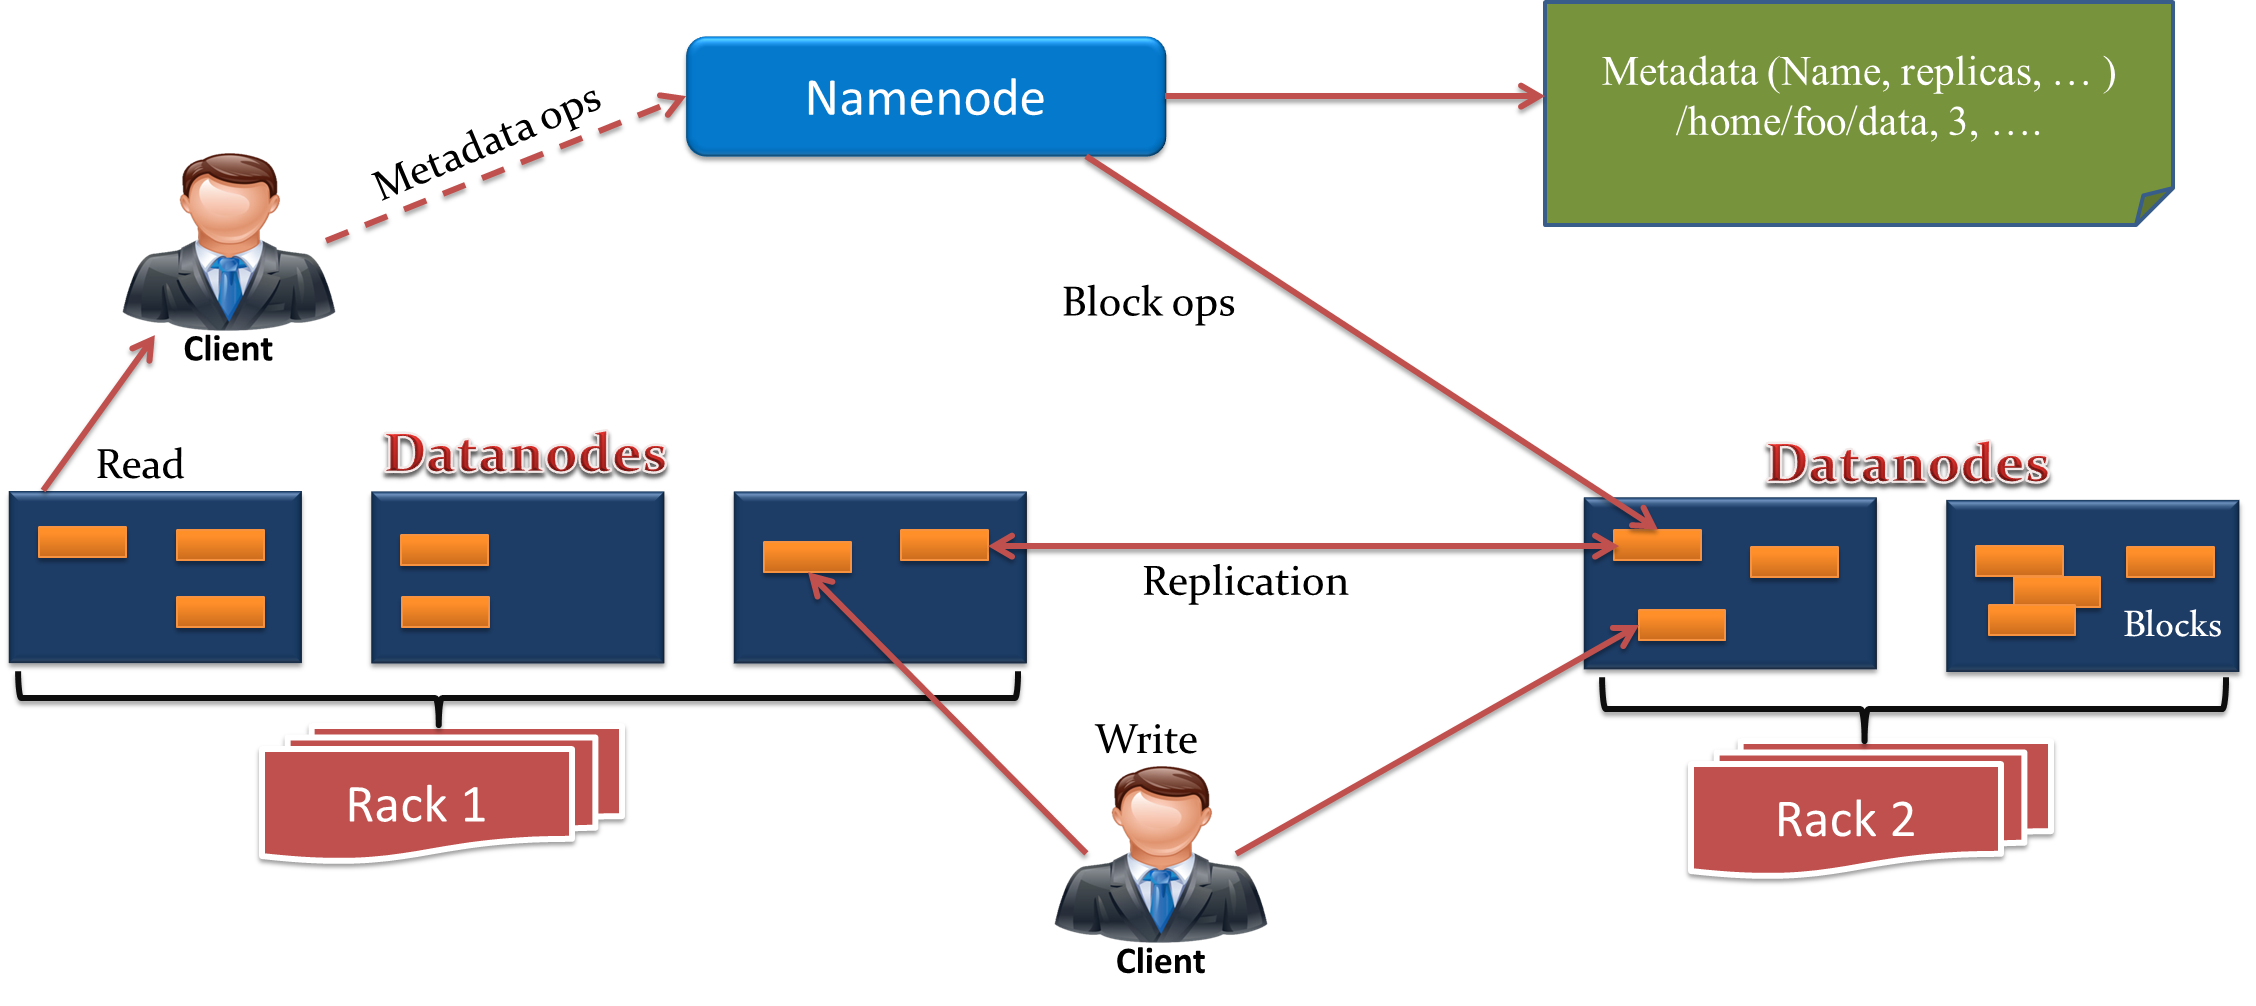 Namenode
Metadata (Name, replicas, … )
/home/foo/data, 3, ….
Metadata ops
Client
Block ops
Read
Datanodes
Datanodes
Replication
Blocks
Rack 1
Write
Rack 2
Client